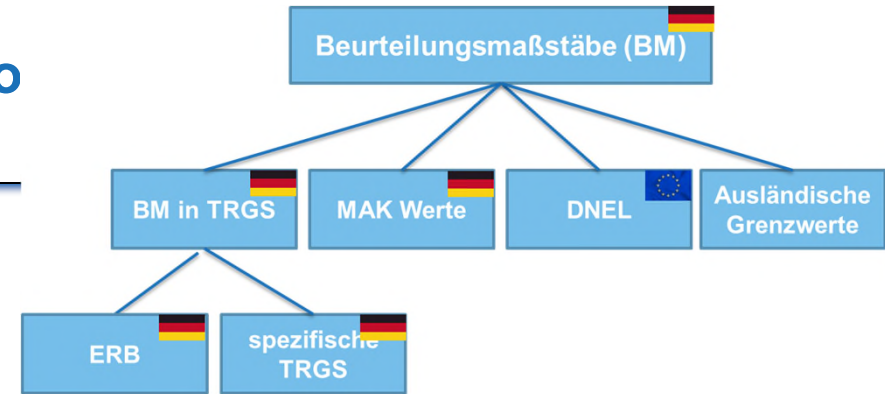 Beurteilungsmaßstäbe (BM)
BM in TRGS
MAK Werte
DNEL
Ausländische
Grenzwerte
ERB
spezifische
TRGS